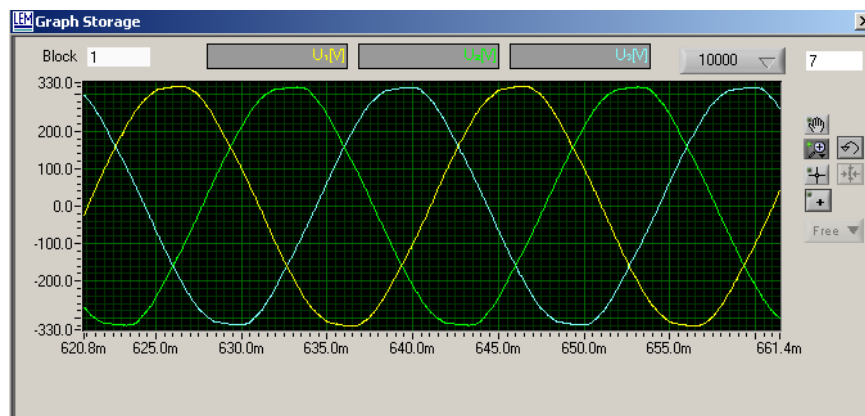 LEM Graph Storage
Block 1 U₁[V] U₂[V] U₃[V] 10000 7
330.0
200.0
100.0
0.0
-100.0
-200.0
-330.0
620.8m 625.0m 630.0m 635.0m 640.0m 645.0m 650.0m 655.0m 661.4m
Free